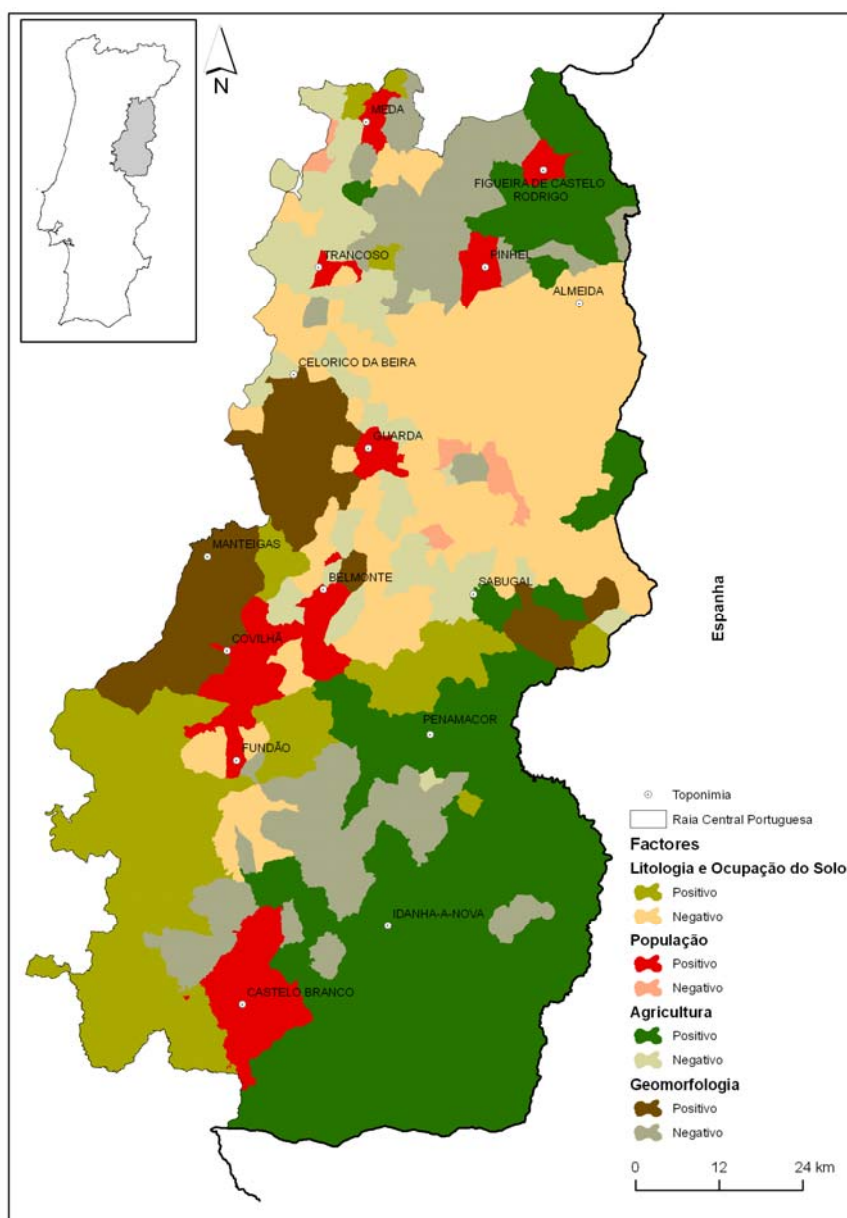 N
MEDA
FIGUEIRA DE CASTELO
RODRIGO
TRANCOSO
PINHEL
ALMEIDA
CELORICO DA BEIRA
GUARDA
MANTEIGAS
BELMONTE
SABUGAL
Espanha
COVILHÃ
PENAMACOR
FUNDÃO
IDANHA-A-NOVA
CASTELO BRANCO
Toponimia
Raia Central Portuguesa
Factores
Litologia e Ocupação do Solo
Positivo
Negativo
População
Positivo
Negativo
Agricultura
Positivo
Negativo
Geomorfologia
Positivo
Negativo
0 12 24 km